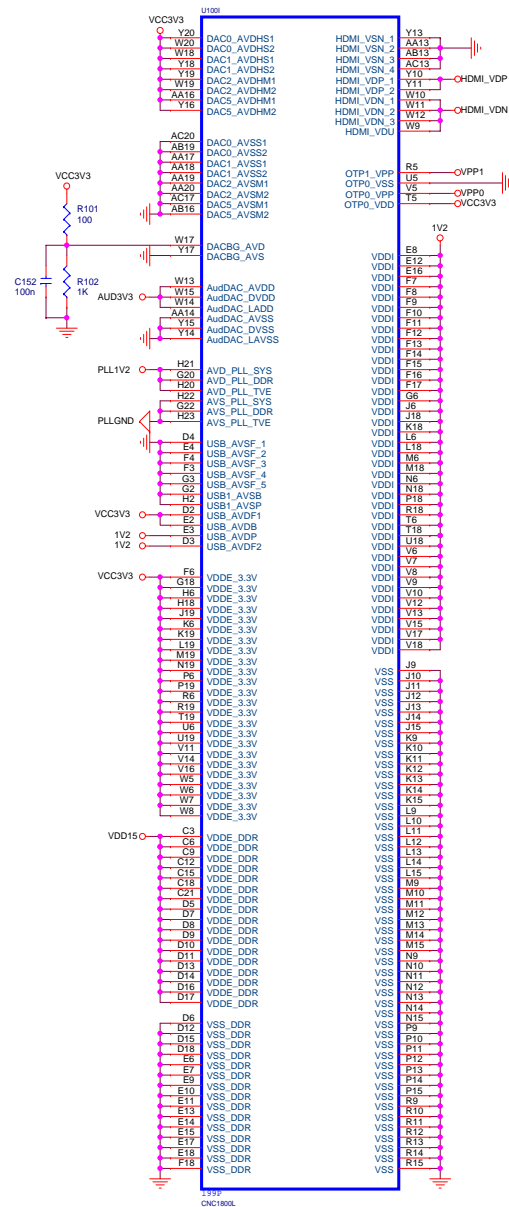 U100I
VCC3V3
Y20 DAC0_AVDHS1
W20 DAC0_AVDHS2
W18 DAC1_AVDHS1
Y18 DAC1_AVDHS2
Y19 DAC2_AVDHM1
W19 DAC2_AVDHM2
AA16 DAC5_AVDHM1
Y16 DAC5_AVDHM2
AC20 DAC0_AVSS1
AB19 DAC0_AVSS2
AA17 DAC1_AVSS1
AA18 DAC1_AVSS2
AA19 DAC2_AVSM1
AA20 DAC2_AVSM2
AC17 DAC5_AVSM1
AB16 DAC5_AVSM2
VCC3V3
R101
100
W17 DACBG_AVD
Y17 DACBG_AVS
C152
100n
R102
1K
AUD3V3
W13 AudDAC_AVDD
W15 AudDAC_DVDD
W14 AudDAC_LADD
AA14 AudDAC_AVSS
Y15 AudDAC_DVSS
Y14 AudDAC_LAVSS
PLL1V2
H21 AVD_PLL_SYS
G20 AVD_PLL_DDR
H20 AVD_PLL_TVE
PLLGND
H22 AVS_PLL_SYS
G22 AVS_PLL_DDR
H23 AVS_PLL_TVE
D4 USB_AVSF_1
E4 USB_AVSF_2
F4 USB_AVSF_3
F3 USB_AVSF_4
G3 USB_AVSF_5
G2 USB1_AVSB
H2 USB1_AVSP
VCC3V3
D2 USB_AVDF1
E2 USB_AVDB
1V2 E3 USB_AVDP
1V2 D3 USB_AVDF2
VCC3V3
F6 VDDE_3.3V
G18 VDDE_3.3V
H6 VDDE_3.3V
H18 VDDE_3.3V
J19 VDDE_3.3V
K6 VDDE_3.3V
K19 VDDE_3.3V
L19 VDDE_3.3V
M19 VDDE_3.3V
N19 VDDE_3.3V
P6 VDDE_3.3V
P19 VDDE_3.3V
R6 VDDE_3.3V
R19 VDDE_3.3V
T19 VDDE_3.3V
U6 VDDE_3.3V
U19 VDDE_3.3V
V11 VDDE_3.3V
V14 VDDE_3.3V
V16 VDDE_3.3V
W5 VDDE_3.3V
W6 VDDE_3.3V
W7 VDDE_3.3V
W8 VDDE_3.3V
VDD15
C3 VDDE_DDR
C6 VDDE_DDR
C9 VDDE_DDR
C12 VDDE_DDR
C15 VDDE_DDR
C18 VDDE_DDR
C21 VDDE_DDR
D5 VDDE_DDR
D7 VDDE_DDR
D8 VDDE_DDR
D9 VDDE_DDR
D10 VDDE_DDR
D11 VDDE_DDR
D13 VDDE_DDR
D14 VDDE_DDR
D16 VDDE_DDR
D17 VDDE_DDR
D6 VSS_DDR
D12 VSS_DDR
D15 VSS_DDR
D18 VSS_DDR
E6 VSS_DDR
E7 VSS_DDR
E9 VSS_DDR
E10 VSS_DDR
E11 VSS_DDR
E13 VSS_DDR
E14 VSS_DDR
E15 VSS_DDR
E17 VSS_DDR
E18 VSS_DDR
F18 VSS_DDR
HDMI_VSN_1 Y13
HDMI_VSN_2 AA13
HDMI_VSN_3 AB13
HDMI_VSN_4 AC13
HDMI_VDP_1 Y10
HDMI_VDP
HDMI_VDP_2 Y11
HDMI_VDN_1 W10
HDMI_VDN_2 W11
HDMI_VDN
HDMI_VDN_3 W12
HDMI_VDU W9
OTP1_VPP R5 VPP1
OTP0_VSS U5
OTP0_VPP V5 VPP0
OTP0_VDD T5 VCC3V3
1V2
VDDI E8
VDDI E12
VDDI E16
VDDI F7
VDDI F8
VDDI F9
VDDI F10
VDDI F11
VDDI F12
VDDI F13
VDDI F14
VDDI F15
VDDI F16
VDDI F17
VDDI G6
VDDI J6
VDDI J18
VDDI K18
VDDI L6
VDDI L18
VDDI M6
VDDI M18
VDDI N6
VDDI N18
VDDI P18
VDDI R18
VDDI T6
VDDI T18
VDDI U18
VDDI V6
VDDI V7
VDDI V8
VDDI V9
VDDI V10
VDDI V12
VDDI V13
VDDI V15
VDDI V17
VDDI V18
VSS J9
VSS J10
VSS J11
VSS J12
VSS J13
VSS J14
VSS J15
VSS K9
VSS K10
VSS K11
VSS K12
VSS K13
VSS K14
VSS K15
VSS L9
VSS L10
VSS L11
VSS L12
VSS L13
VSS L14
VSS L15
VSS M9
VSS M10
VSS M11
VSS M12
VSS M13
VSS M14
VSS M15
VSS N9
VSS N10
VSS N11
VSS N12
VSS N13
VSS N14
VSS N15
VSS P9
VSS P10
VSS P11
VSS P12
VSS P13
VSS P14
VSS P15
VSS R9
VSS R10
VSS R11
VSS R12
VSS R13
VSS R14
VSS R15
199P
CNC1800L